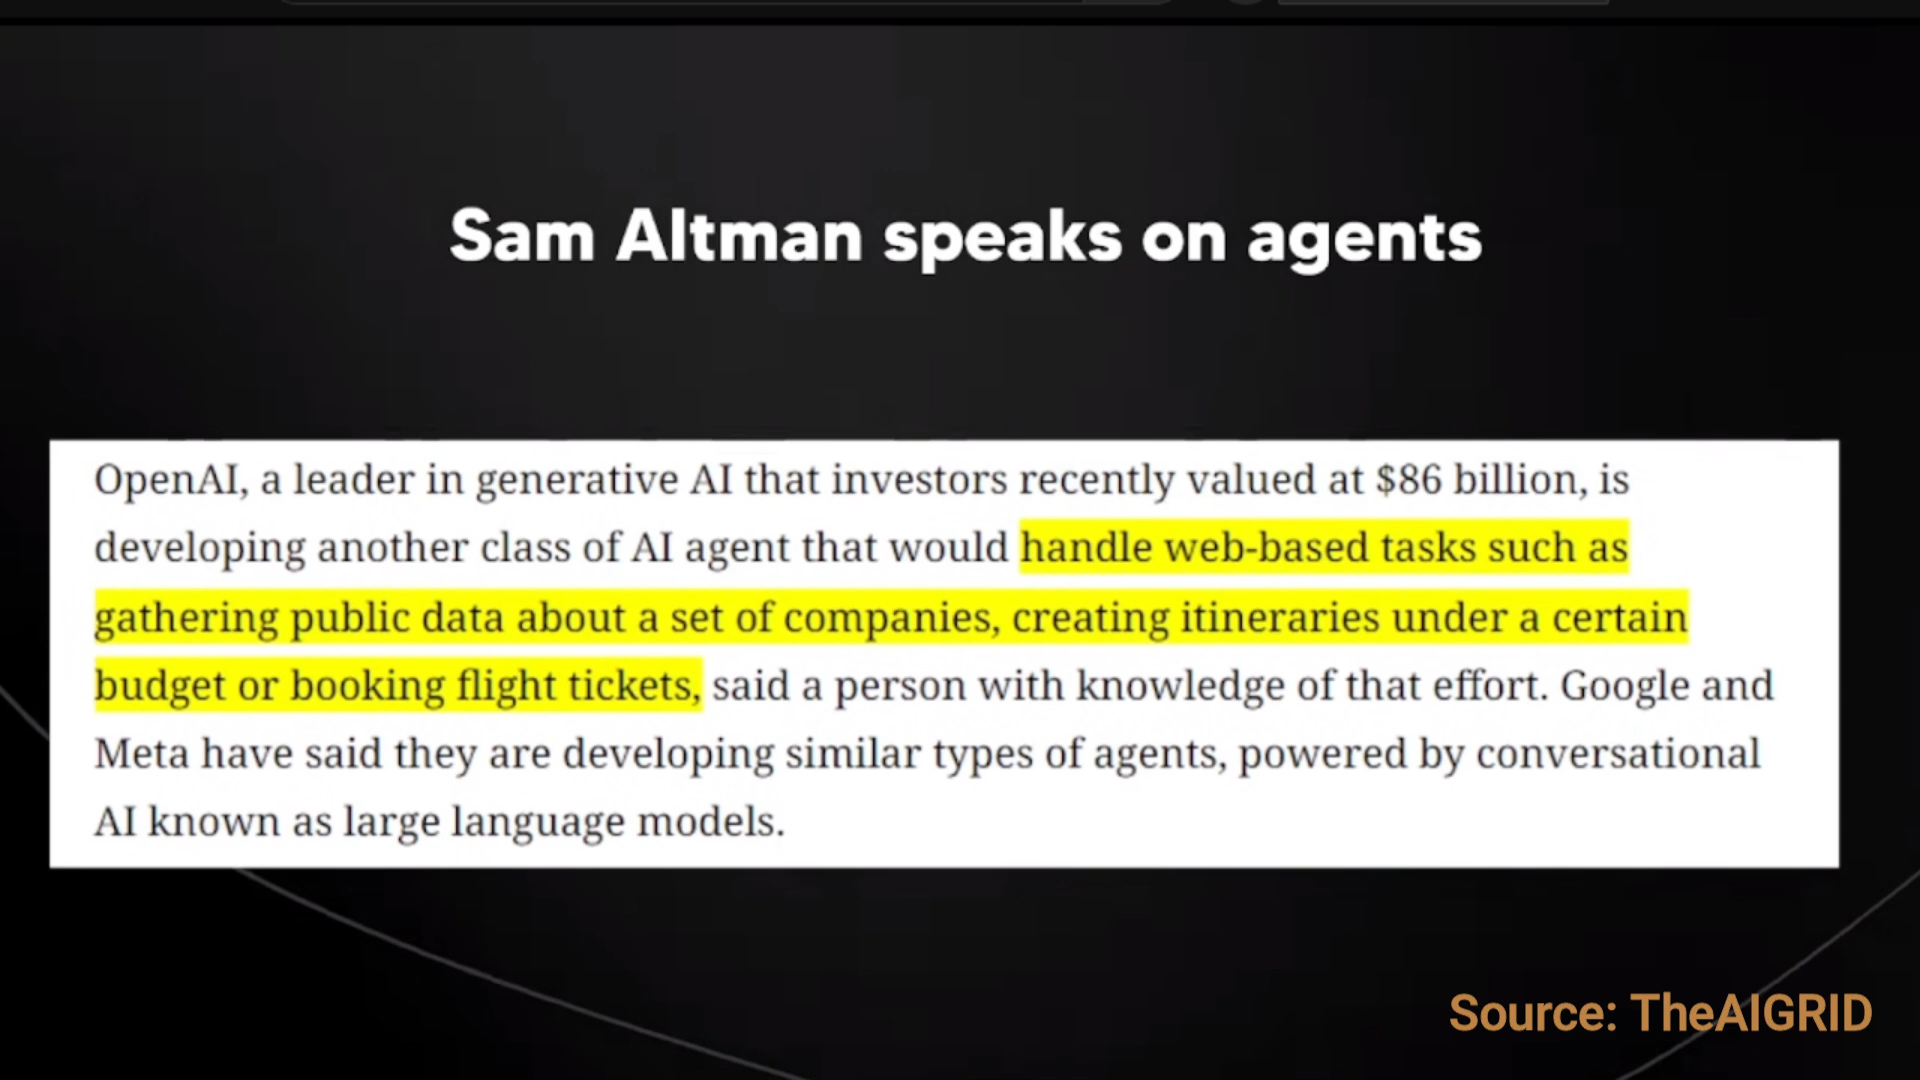 Sam Altman speaks on agents
OpenAI, a leader in generative AI that investors recently valued at $86 billion, is
developing another class of AI agent that would handle web-based tasks such as
gathering public data about a set of companies, creating itineraries under a certain
budget or booking flight tickets, said a person with knowledge of that effort. Google and
Meta have said they are developing similar types of agents, powered by conversational
AI known as large language models.
Source: TheAIGRID